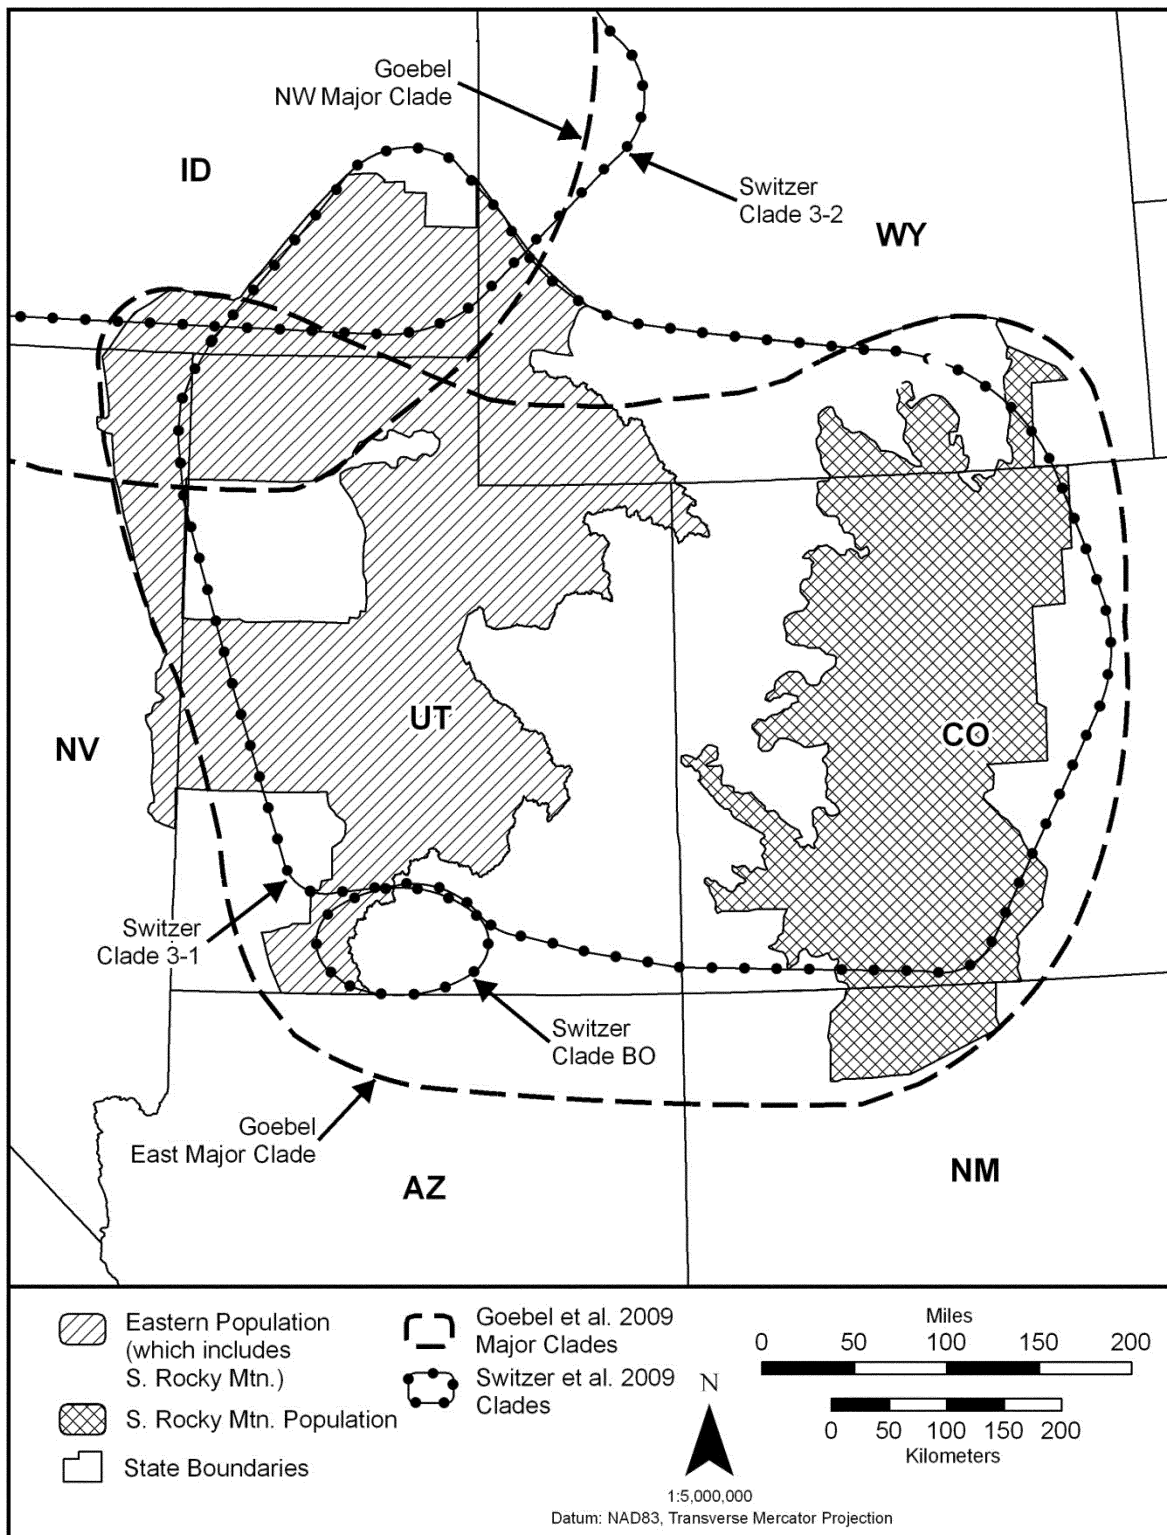 Goebel
NW Major Clade
ID
Switzer
Clade 3-2
WY
UT
CO
NV
Switzer
Clade 3-1
Switzer
Clade BO
Goebel
East Major Clade
AZ
NM
Eastern Population
(which includes
S. Rocky Mtn.)
S. Rocky Mtn. Population
State Boundaries
Goebel et al. 2009
Major Clades
Switzer et al. 2009
Clades
N
1:5,000,000
Miles
0 50 100 150 200
0 50 100 150 200
Kilometers
Datum: NAD83, Transverse Mercator Projection